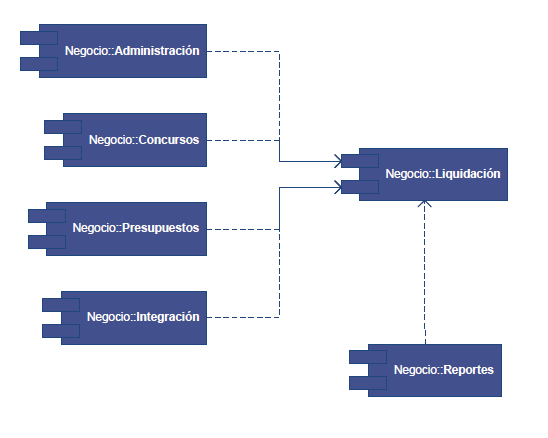 Negocio::Administración
Negocio::Concursos
Negocio::Liquidación
Negocio::Presupuestos
Negocio::Integración
Negocio::Reportes